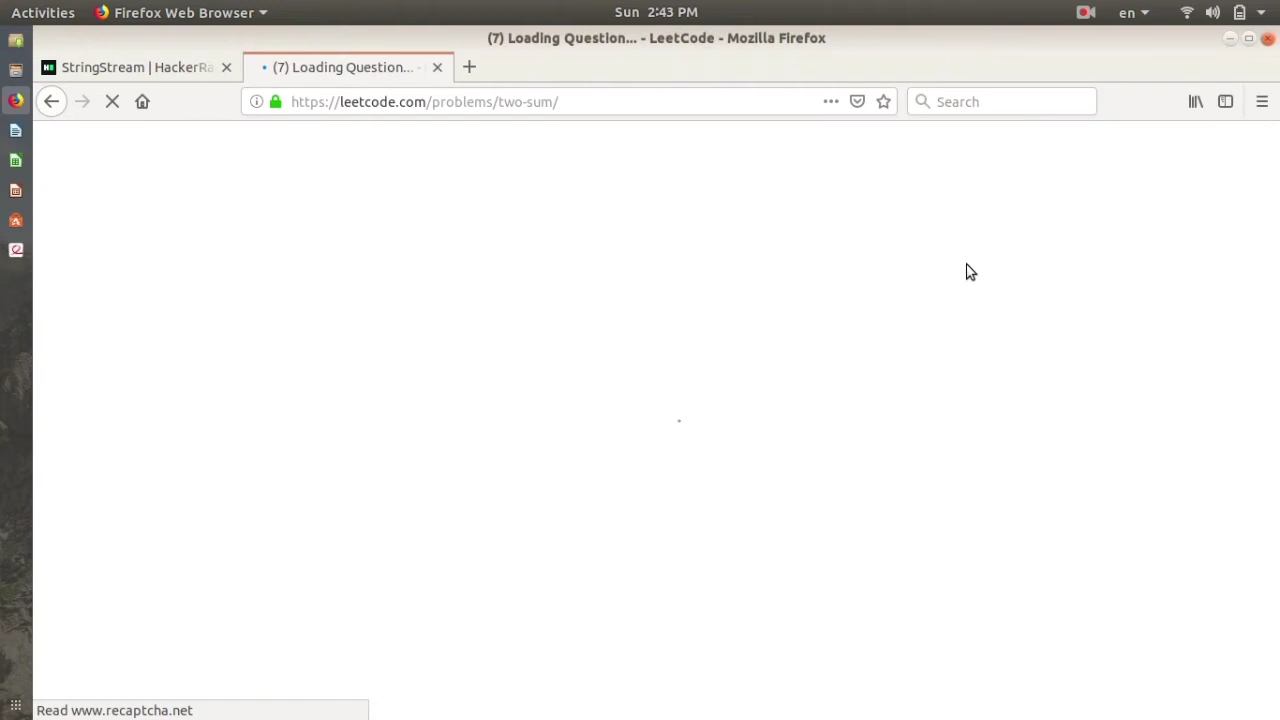 Activities Firefox Web Browser Sun 2:43 PM en
(7) Loading Question... - LeetCode - Mozilla Firefox
StringStream | HackerRa (7) Loading Question... -
https://leetcode.com/problems/two-sum/ Search
Read www.recaptcha.net